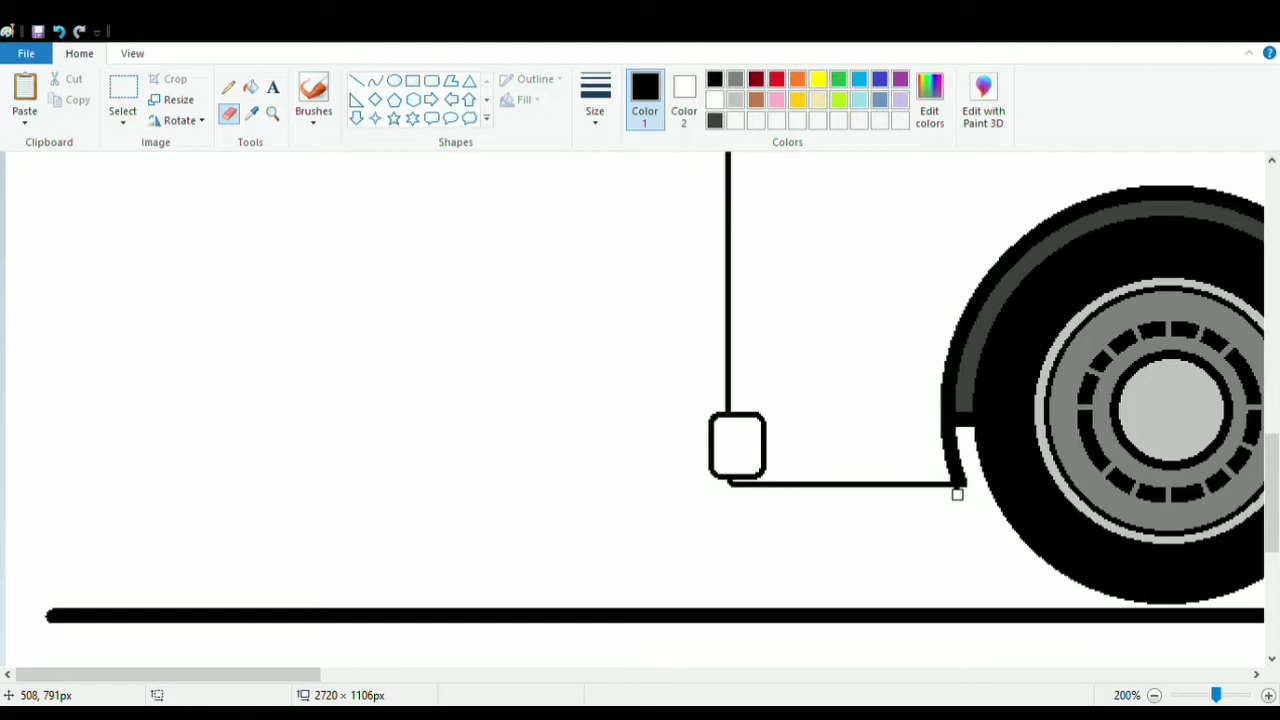 File Home View
Paste
Cut
Copy
Clipboard
Select
Crop
Resize
Rotate
Image
A
Tools
Brushes
Outline
Fill
Shapes
Size
Color 1
Color 2
Edit colors
Colors
Edit with Paint 3D
508, 791px
2720 × 1106px
200%